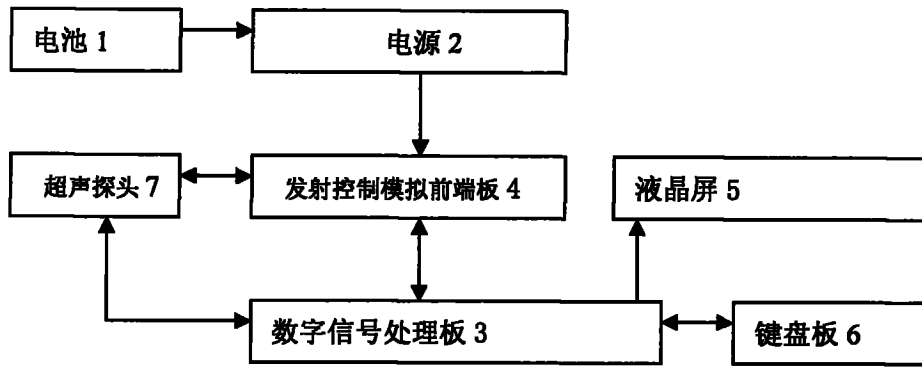 电池 1
电源 2
超声探头 7
发射控制模拟前端板 4
液晶屏 5
数字信号处理板 3
键盘板 6